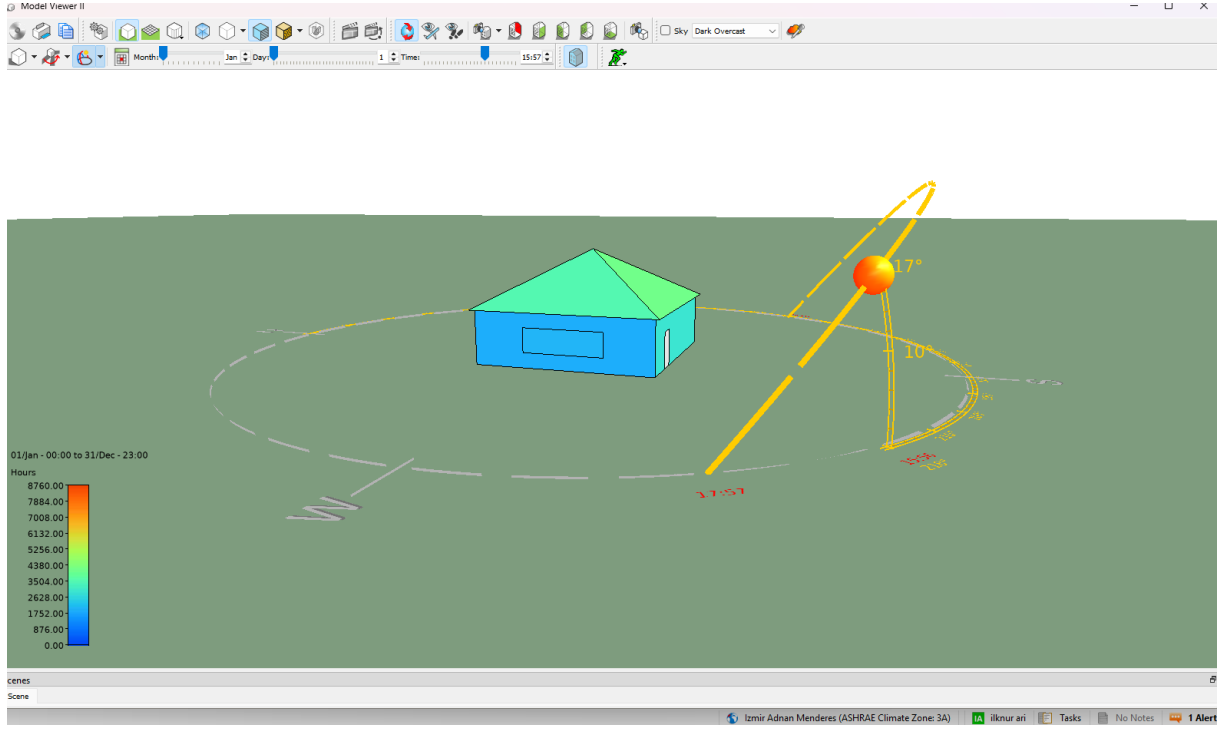 Model Viewer II
Sky Dark Overcast
Month: Jan Day: 1 Time: 15:57
17°
10°
S
17:57
N
01/Jan - 00:00 to 31/Dec - 23:00
Hours
8760.00
7884.00
7008.00
6132.00
5256.00
4380.00
3504.00
2628.00
1752.00
876.00
0.00
cenes
Scene
Izmir Adnan Menderes (ASHRAE Climate Zone: 3A) IA ilknur ari Tasks No Notes 1 Alert